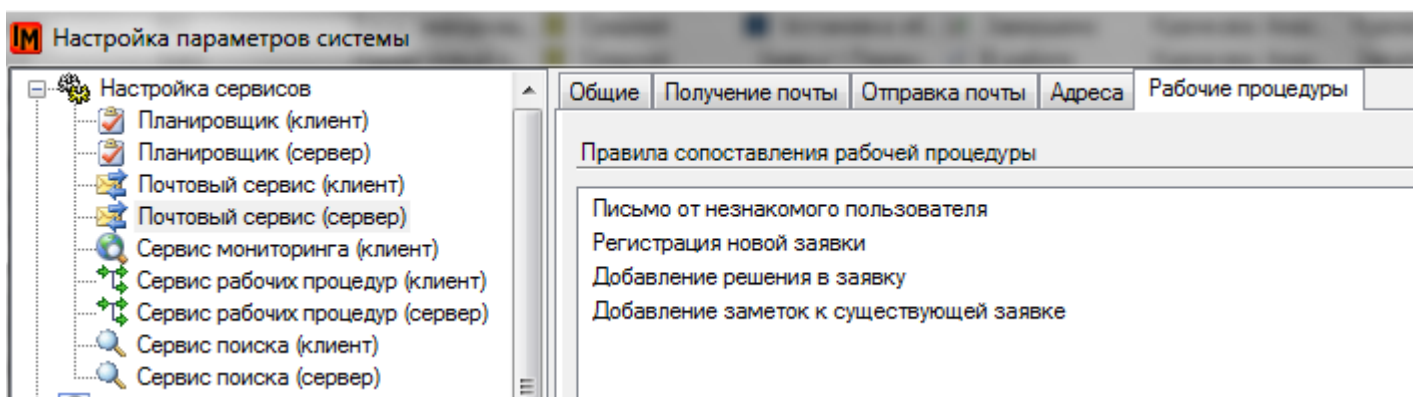 IM Настройка параметров системы
Настройка сервисов
Планировщик (клиент)
Планировщик (сервер)
Почтовый сервис (клиент)
Почтовый сервис (сервер)
Сервис мониторинга (клиент)
Сервис рабочих процедур (клиент)
Сервис рабочих процедур (сервер)
Сервис поиска (клиент)
Сервис поиска (сервер)
Общие Получение почты Отправка почты Адреса Рабочие процедуры
Правила сопоставления рабочей процедуры
Письмо от незнакомого пользователя
Регистрация новой заявки
Добавление решения в заявку
Добавление заметок к существующей заявке